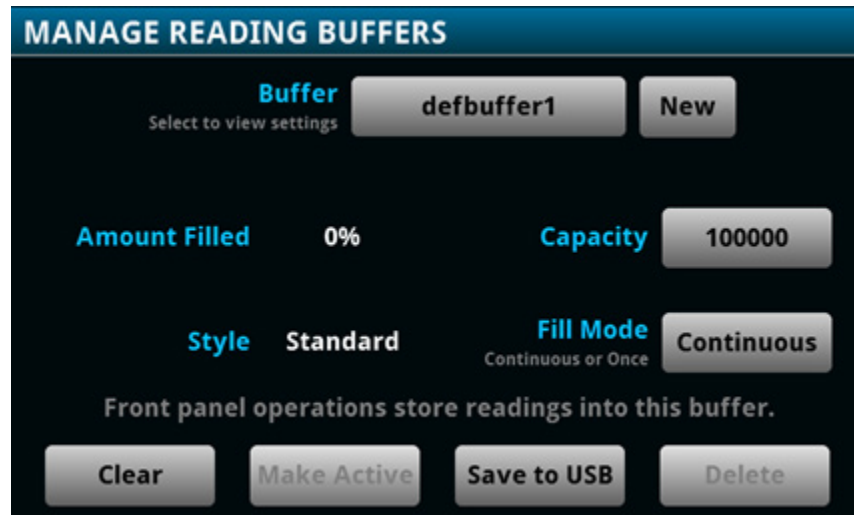 MANAGE READING BUFFERS
Buffer
Select to view settings
defbuffer1
New
Amount Filled
0%
Capacity
100000
Style
Standard
Fill Mode
Continuous or Once
Continuous
Front panel operations store readings into this buffer.
Clear
Make Active
Save to USB
Delete